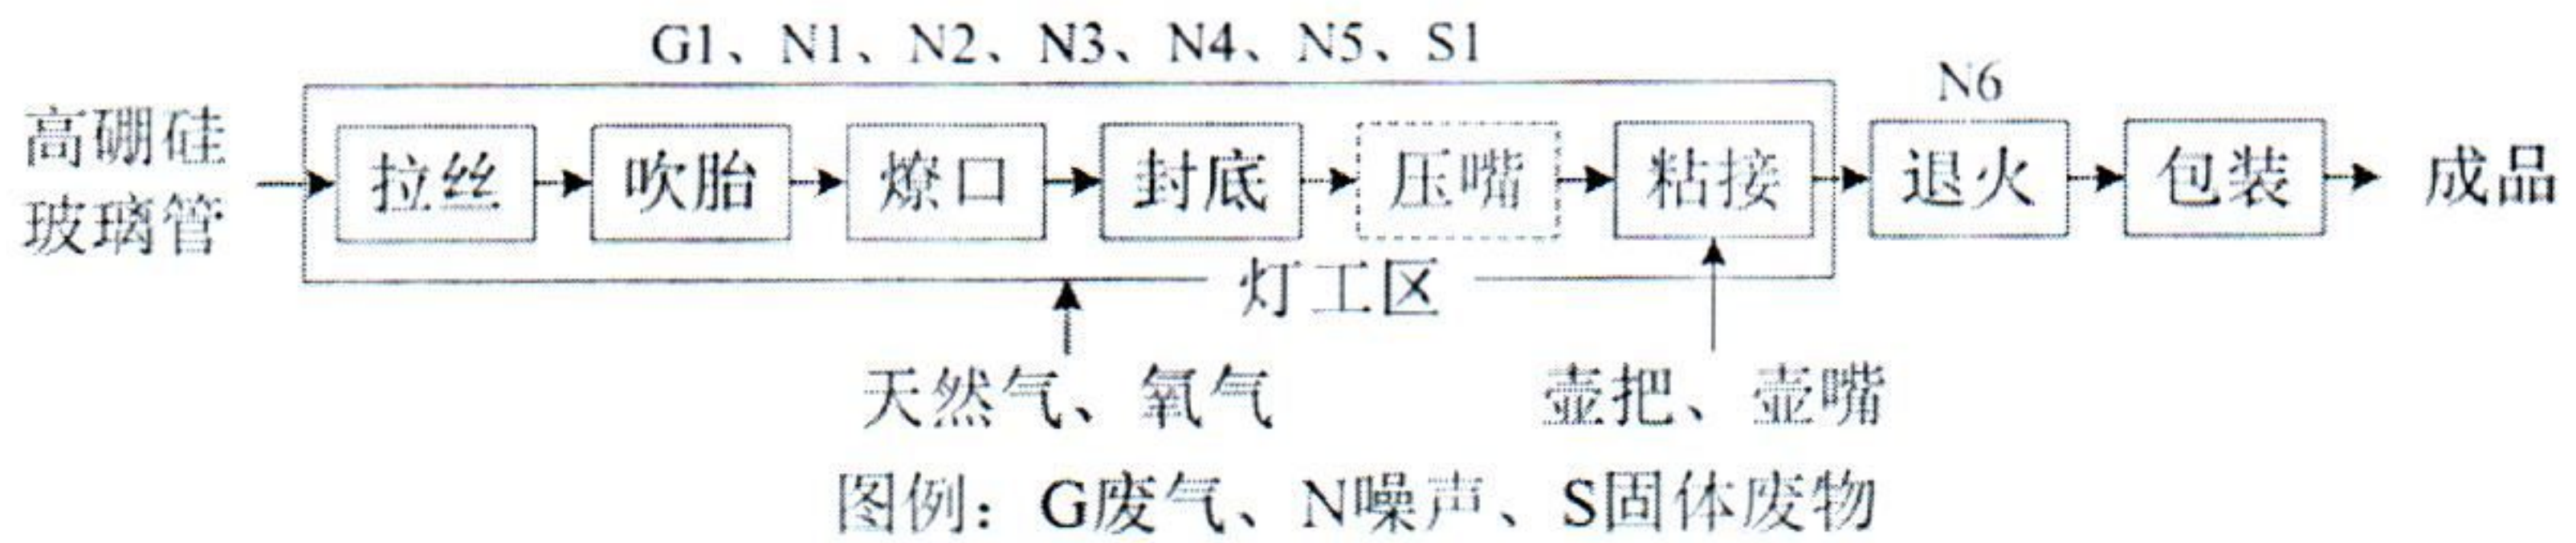 G1、N1、N2、N3、N4、N5、S1
N6
高硼硅
玻璃管
拉丝
吹胎
燎口
封底
压嘴
粘接
退火
包装
成品
灯工区
天然气、氧气
壶把、壶嘴
图例：G废气、N噪声、S固体废物